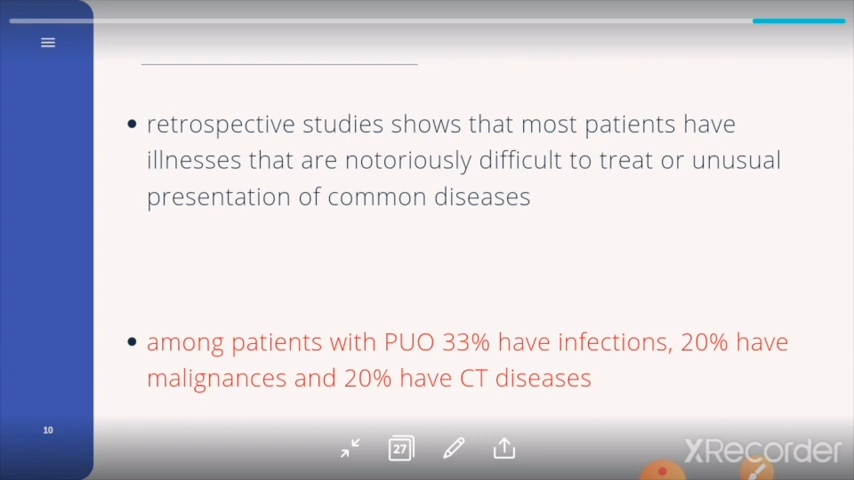 retrospective studies shows that most patients have
illnesses that are notoriously difficult to treat or unusual
presentation of common diseases
among patients with PUO 33% have infections, 20% have
malignances and 20% have CT diseases
10
27
XRecorder